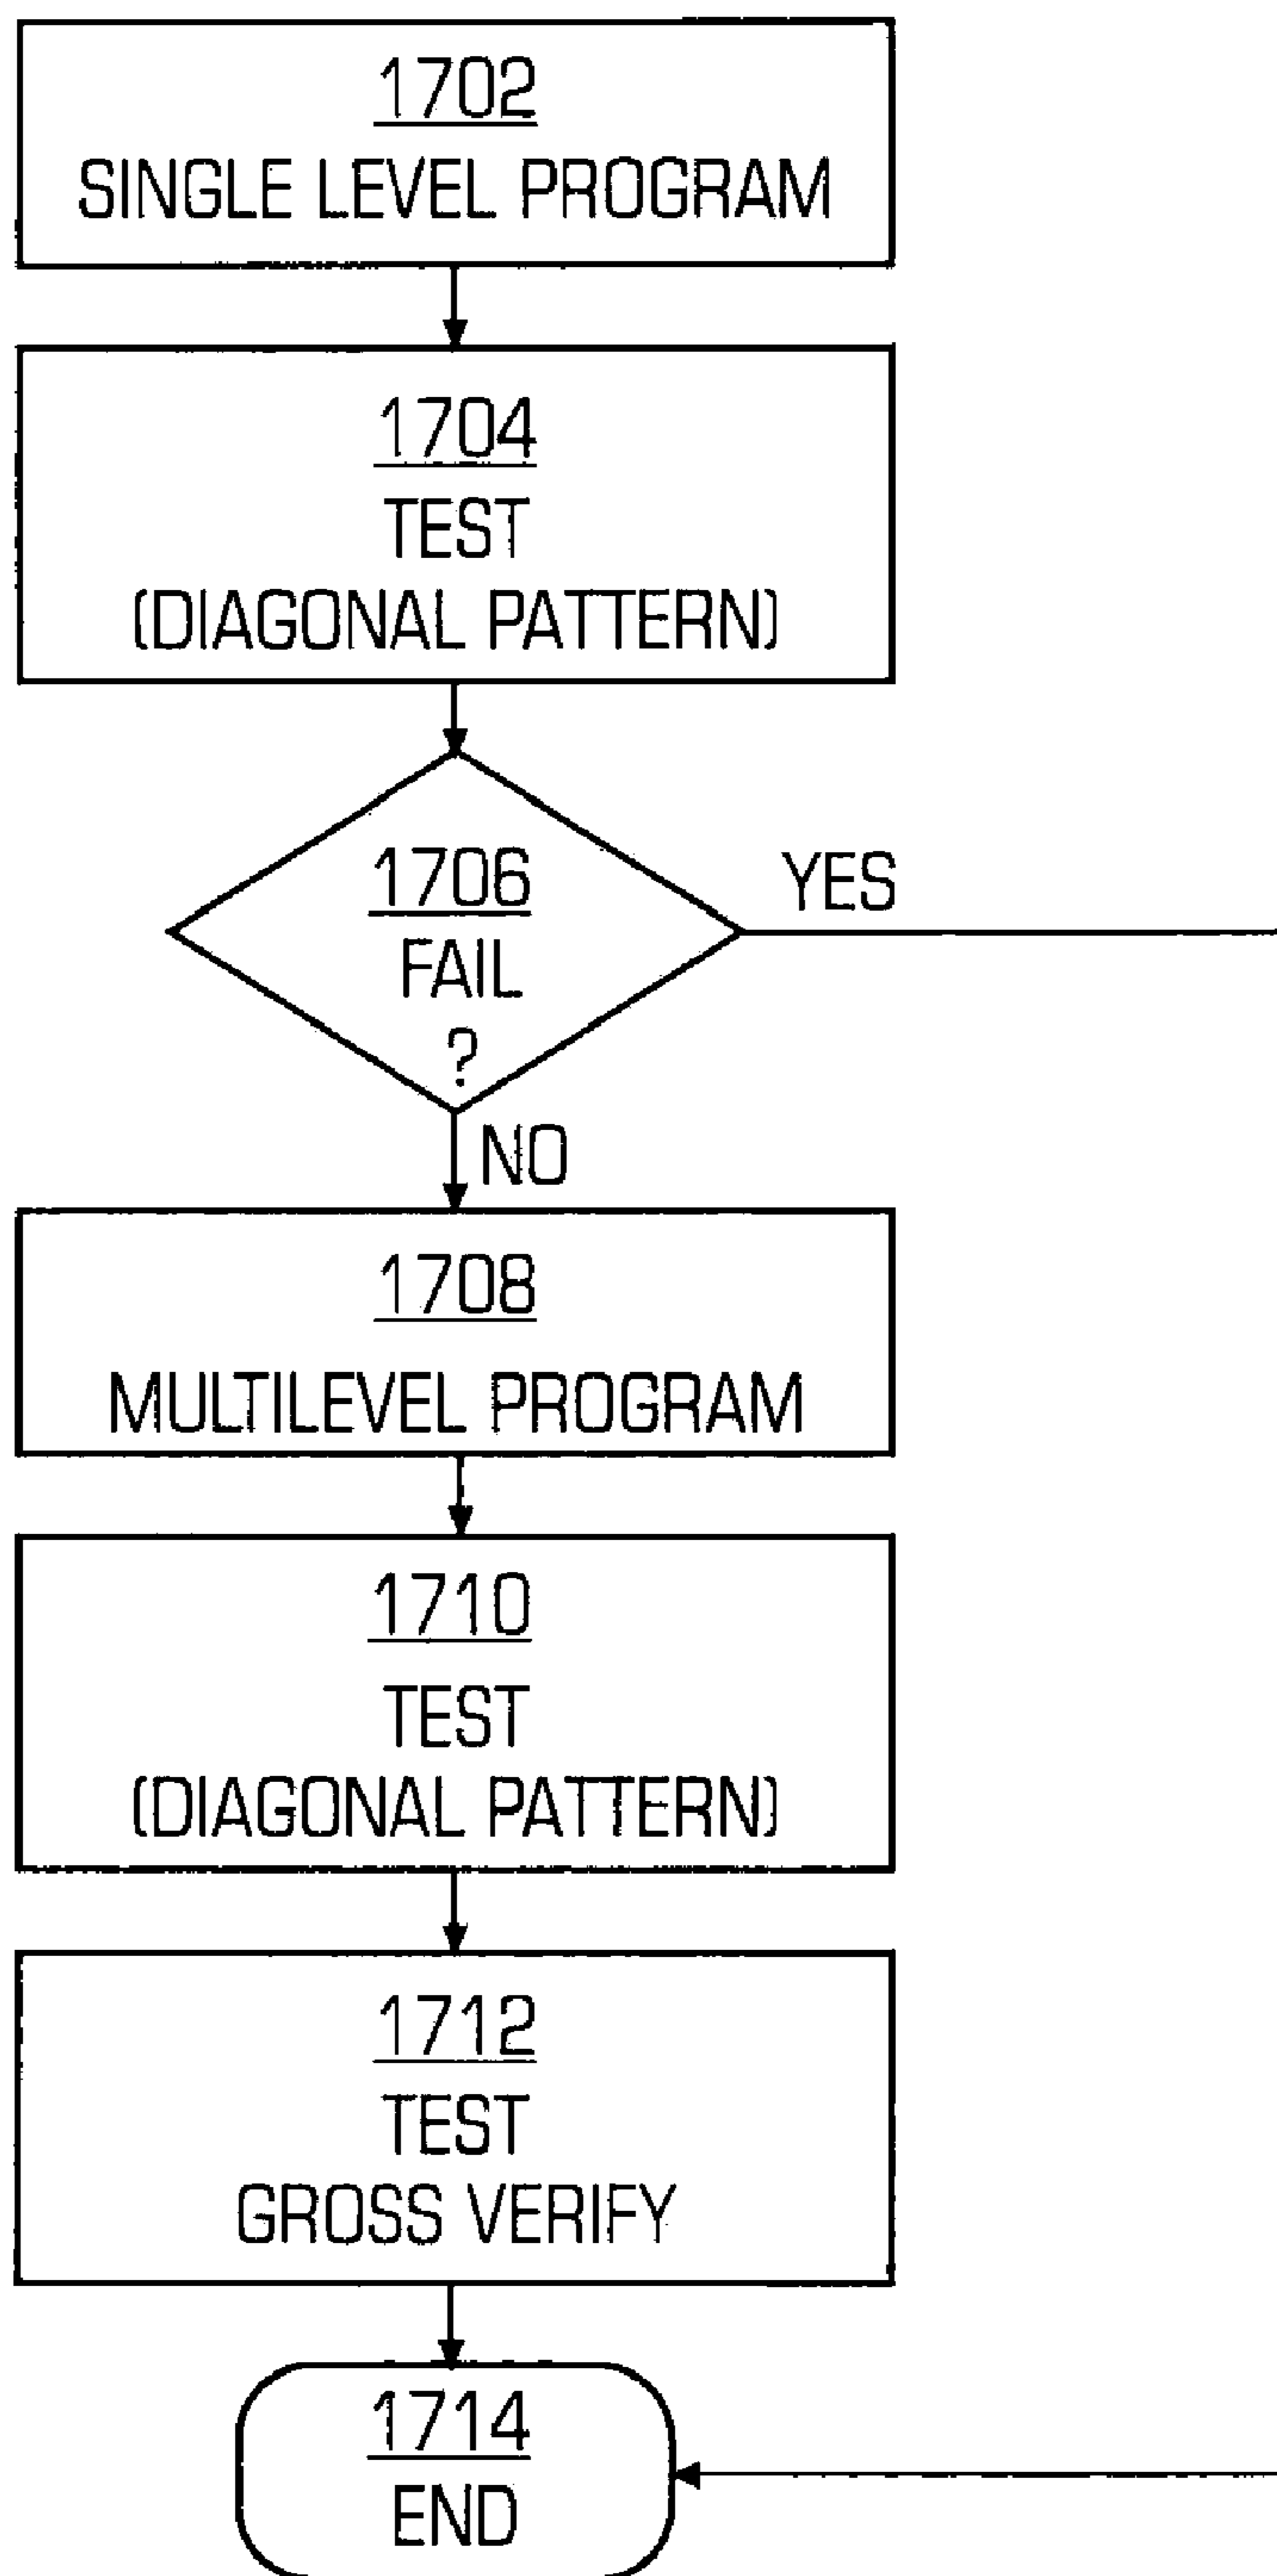 1702
SINGLE LEVEL PROGRAM
1704
TEST
(DIAGONAL PATTERN)
1706
FAIL
?
YES
NO
1708
MULTILEVEL PROGRAM
1710
TEST
(DIAGONAL PATTERN)
1712
TEST
GROSS VERIFY
1714
END